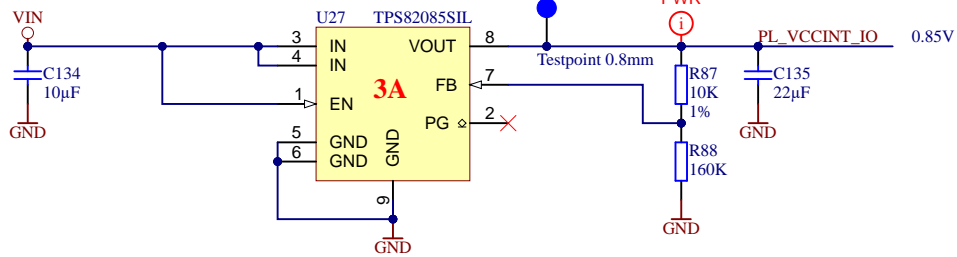 PWR
VIN
U27 TPS82085SIL
i
3 IN VOUT 8
PL_VCCINT_IO 0.85V
4 IN
Testpoint 0.8mm
C134
10µF
FB 7
R87
10K
1%
C135
22µF
3A
1 EN
PG 2
GND
5 GND
6 GND
GND
R88
160K
GND
9
GND
GND